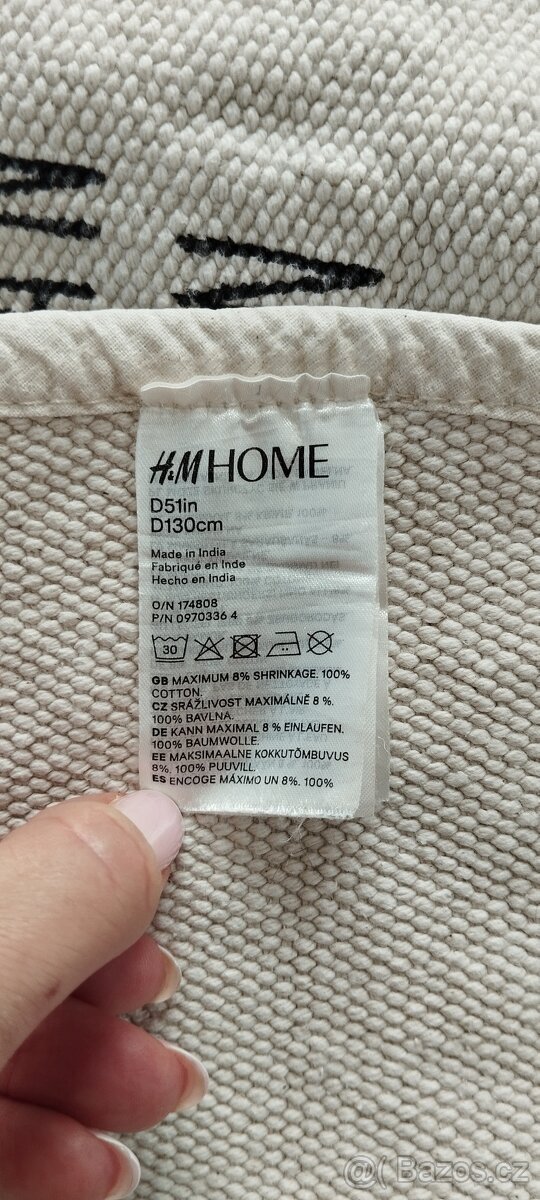 H&M HOME
D51in
D130cm
Made in India
Fabriqué en Inde
Hecho en India
O/N 174808
P/N 0970336 4
30
GB MAXIMUM 8% SHRINKAGE. 100%
COTTON.
CZ SRÁŽLIVOST MAXIMÁLNĚ 8 %.
100% BAVLNA.
DE KANN MAXIMAL 8 % EINLAUFEN.
100% BAUMWOLLE.
EE MAKSIMAALNE KOKKUTÕMBUVUS
8%. 100% PUUVILL.
ES ENCOGE MÁXIMO UN 8%. 100%
@( Bazos.cz